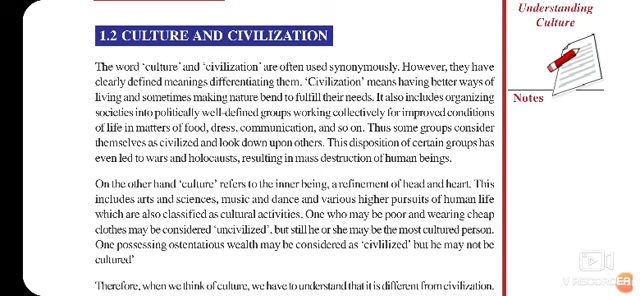 Understanding
Culture
1.2 CULTURE AND CIVILIZATION
The word ‘culture’ and ‘civilization’ are often used synonymously. However, they have
clearly defined meanings differentiating them. ‘Civilization’ means having better ways of
living and sometimes making nature bend to fulfill their needs. It also includes organizing
societies into politically well-defined groups working collectively for improved conditions
of life in matters of food, dress, communication, and so on. Thus some groups consider
themselves as civilized and look down upon others. This disposition of certain groups has
even led to wars and holocausts, resulting in mass destruction of human beings.
Notes
On the other hand ‘culture’ refers to the inner being, a refinement of head and heart. This
includes arts and sciences, music and dance and various higher pursuits of human life
which are also classified as cultural activities. One who may be poor and wearing cheap
clothes may be considered ‘uncivilized’, but still he or she may be the most cultured person.
One possessing ostentatious wealth may be considered as ‘civlilized’ but he may not be
cultured’
Therefore, when we think of culture, we have to understand that it is different from civilization.
V RECORDER